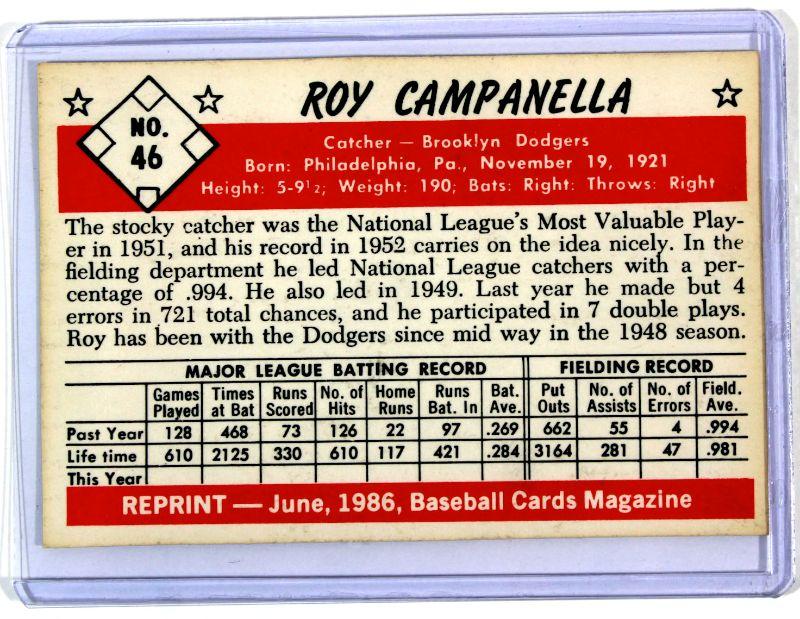 ROY CAMPANELLA
NO.
46
Catcher — Brooklyn Dodgers
Born: Philadelphia, Pa., November 19, 1921
Height: 5-9½; Weight: 190; Bats: Right: Throws: Right
The stocky catcher was the National League's Most Valuable Play-
er in 1951, and his record in 1952 carries on the idea nicely. In the
fielding department he led National League catchers with a per-
centage of .994. He also led in 1949. Last year he made but 4
errors in 721 total chances, and he participated in 7 double plays.
Roy has been with the Dodgers since mid way in the 1948 season.
MAJOR LEAGUE BATTING RECORD FIELDING RECORD
Games Times Runs No. of Home Runs Bat. Put No. of No. of Field.
Played at Bat Scored Hits Runs Bat. In Ave. Outs Assists Errors Ave.
Past Year 128 468 73 126 22 97 .269 662 55 4 .994
Life time 610 2125 330 610 117 421 .284 3164 281 47 .981
This Year
REPRINT — June, 1986, Baseball Cards Magazine